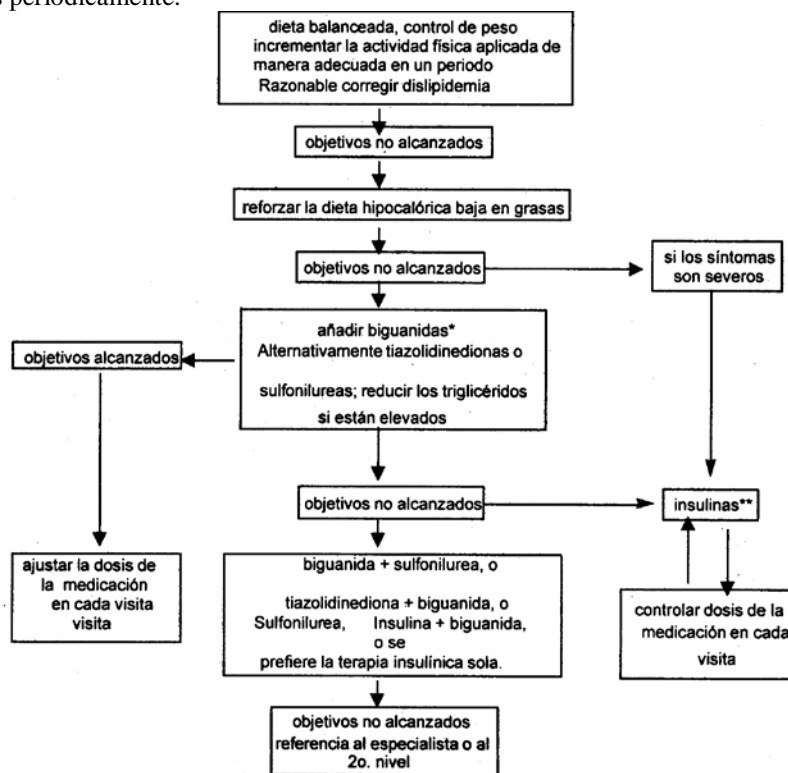 periodicamente.
dieta balanceada, control de peso
incrementar la actividad física aplicada de
manera adecuada en un periodo
Razonable corregir dislipidemia
objetivos no alcanzados
reforzar la dieta hipocalórica baja en grasas
objetivos no alcanzados
si los síntomas
son severos
añadir biguanidas*
Alternativamente tiazolidinedionas o
sulfonilureas; reducir los triglicéridos
si están elevados
objetivos alcanzados
objetivos no alcanzados
insulinas**
ajustar la dosis de
la medicación
en cada visita
visita
biguanida + sulfonilurea, o
tiazolidinediona + biguanida, o
Sulfonilurea, Insulina + biguanida,
o se
prefiere la terapia insulínica sola.
controlar dosis de la
medicación en cada
visita
objetivos no alcanzados
referencia al especialista o al
2o. nivel